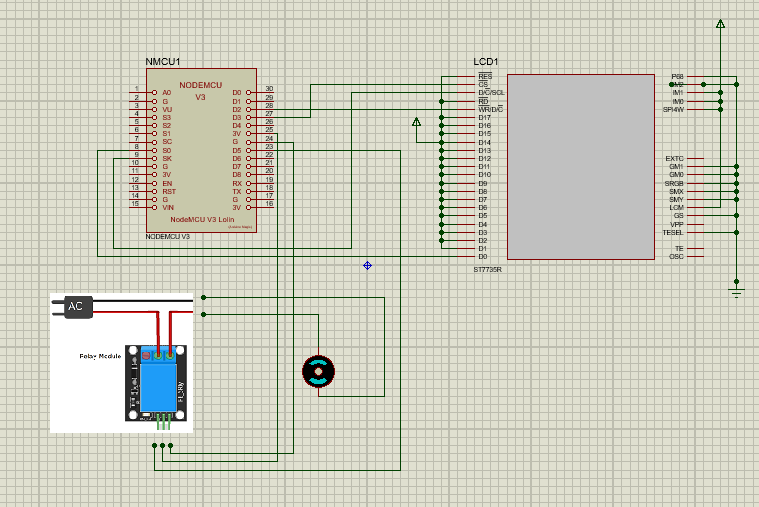 NMCU1
NODEMCU
V3
1 A0
2 G
3 VU
4 S3
5 S2
6 S1
7 SC
8 S0
9 SK
10 G
11 3V
12 EN
13 RST
14 G
15 VIN
D0 30
D1 29
D2 28
D3 27
D4 26
3V 25
G 24
D5 23
D6 22
D7 21
D8 20
RX 19
TX 18
G 17
3V 16
NodeMCU V3 Lolin
NODEMCU V3
LCD1
RES
CS
D/C/SCL
RD
WR/D/C
D17
D16
D15
D14
D13
D12
D11
D10
D9
D8
D7
D6
D5
D4
D3
D2
D1
D0
P68
IM2
IM1
IM0
SPI4W
EXTC
GM1
GM0
SRGB
SMX
SMY
LCM
GS
VPP
TESEL
TE
OSC
ST7735R
AC
Relay Module